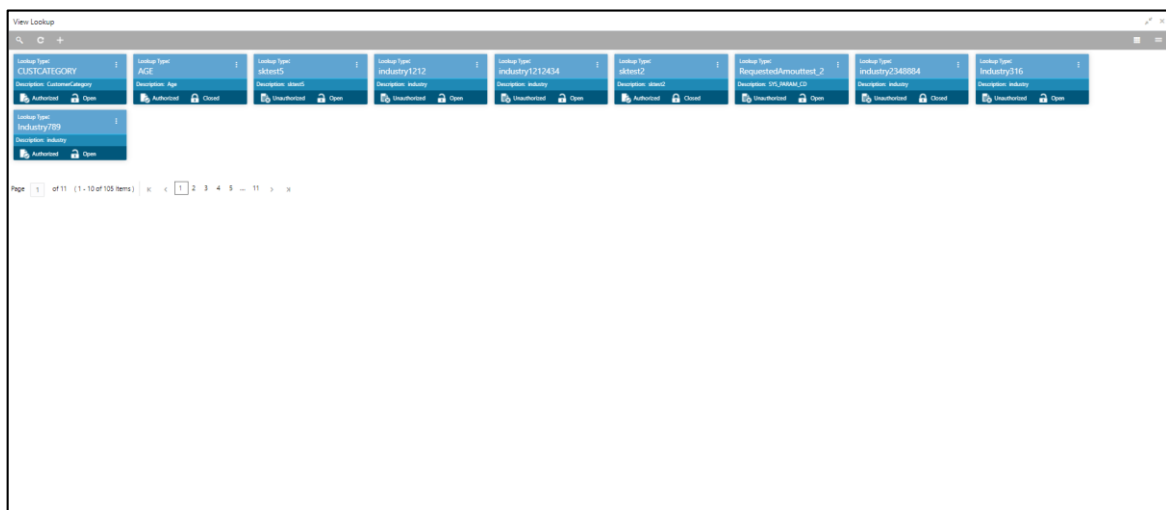 View Lookup
Lookup Type:
CUSTCATEGORY
Description: CustomerCategory
Authorized Open
Lookup Type:
AGE
Description: Age
Authorized Closed
Lookup Type:
sktest5
Description: sktest5
Unauthorized Open
Lookup Type:
industry1212
Description: industry
Unauthorized Open
Lookup Type:
industry1212434
Description: industry
Unauthorized Open
Lookup Type:
sktest2
Description: sktest2
Authorized Closed
Lookup Type:
RequestedAmouttest_2
Description: SYS_PARAM_CD
Unauthorized Open
Lookup Type:
industry2348884
Description: industry
Unauthorized Closed
Lookup Type:
Industry316
Description: industry
Unauthorized Open
Lookup Type:
Industry789
Description: industry
Authorized Open
Page 1 of 11 ( 1 - 10 of 105 items ) 1 2 3 4 5 ... 11